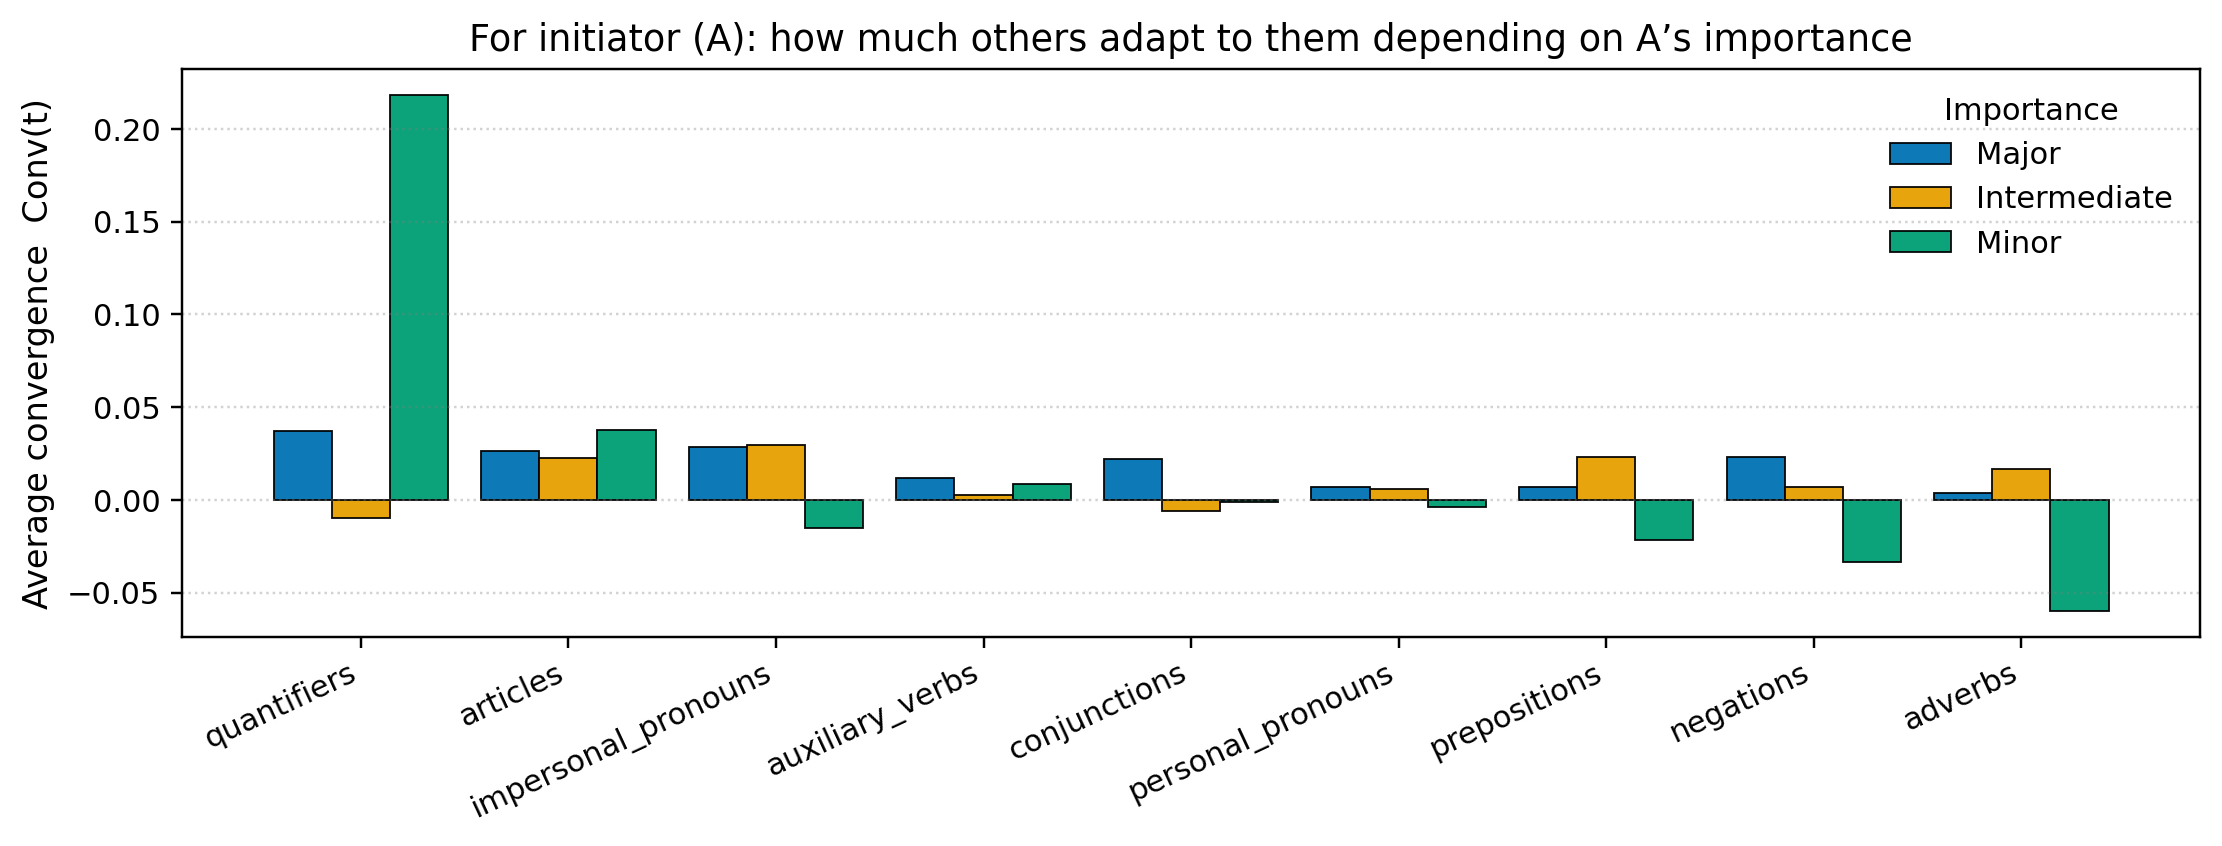 For initiator (A): how much others adapt to them depending on A’s importance
Average convergence  Conv(t)
0.20
0.15
0.10
0.05
0.00
−0.05
Importance
Major
Intermediate
Minor
quantifiers
articles
impersonal_pronouns
auxiliary_verbs
conjunctions
personal_pronouns
prepositions
negations
adverbs